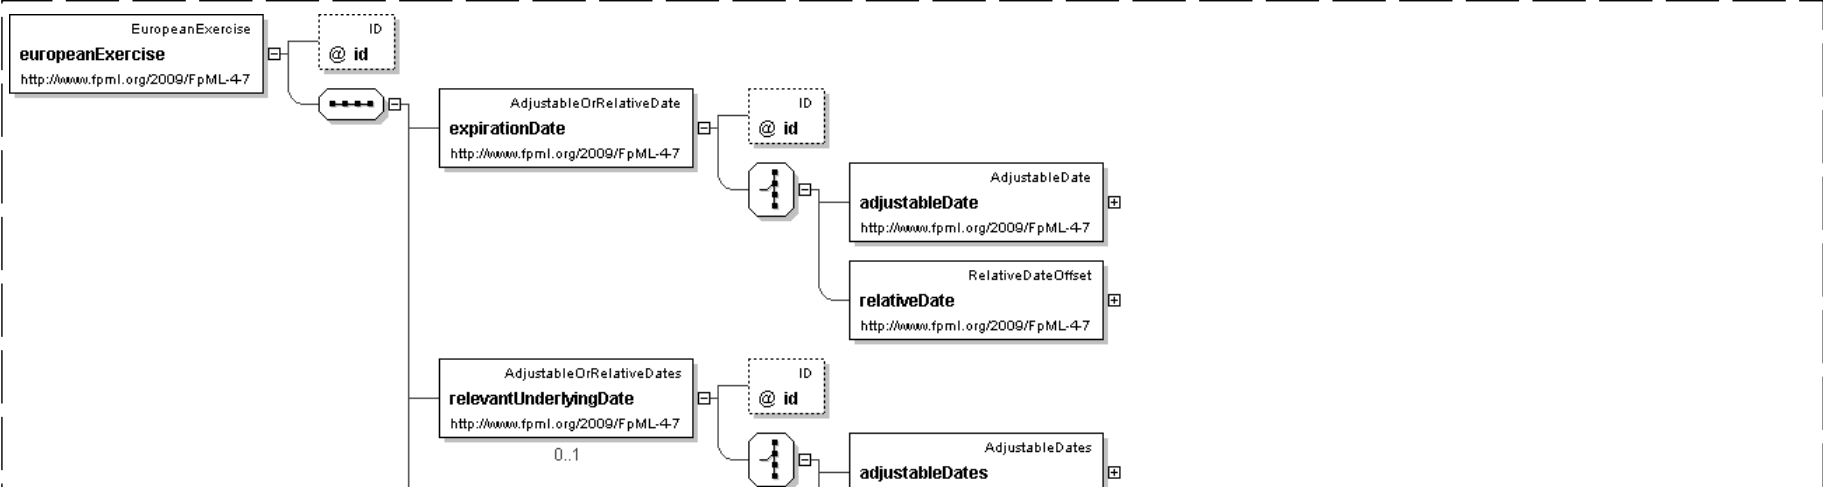 EuropeanExercise
europeanExercise
http://www.fpml.org/2009/FpML-4-7
ID
@ id
AdjustableOrRelativeDate
expirationDate
http://www.fpml.org/2009/FpML-4-7
ID
@ id
AdjustableDate
adjustableDate
http://www.fpml.org/2009/FpML-4-7
RelativeDateOffset
relativeDate
http://www.fpml.org/2009/FpML-4-7
AdjustableOrRelativeDates
relevantUnderlyingDate
http://www.fpml.org/2009/FpML-4-7
0..1
ID
@ id
AdjustableDates
adjustableDates